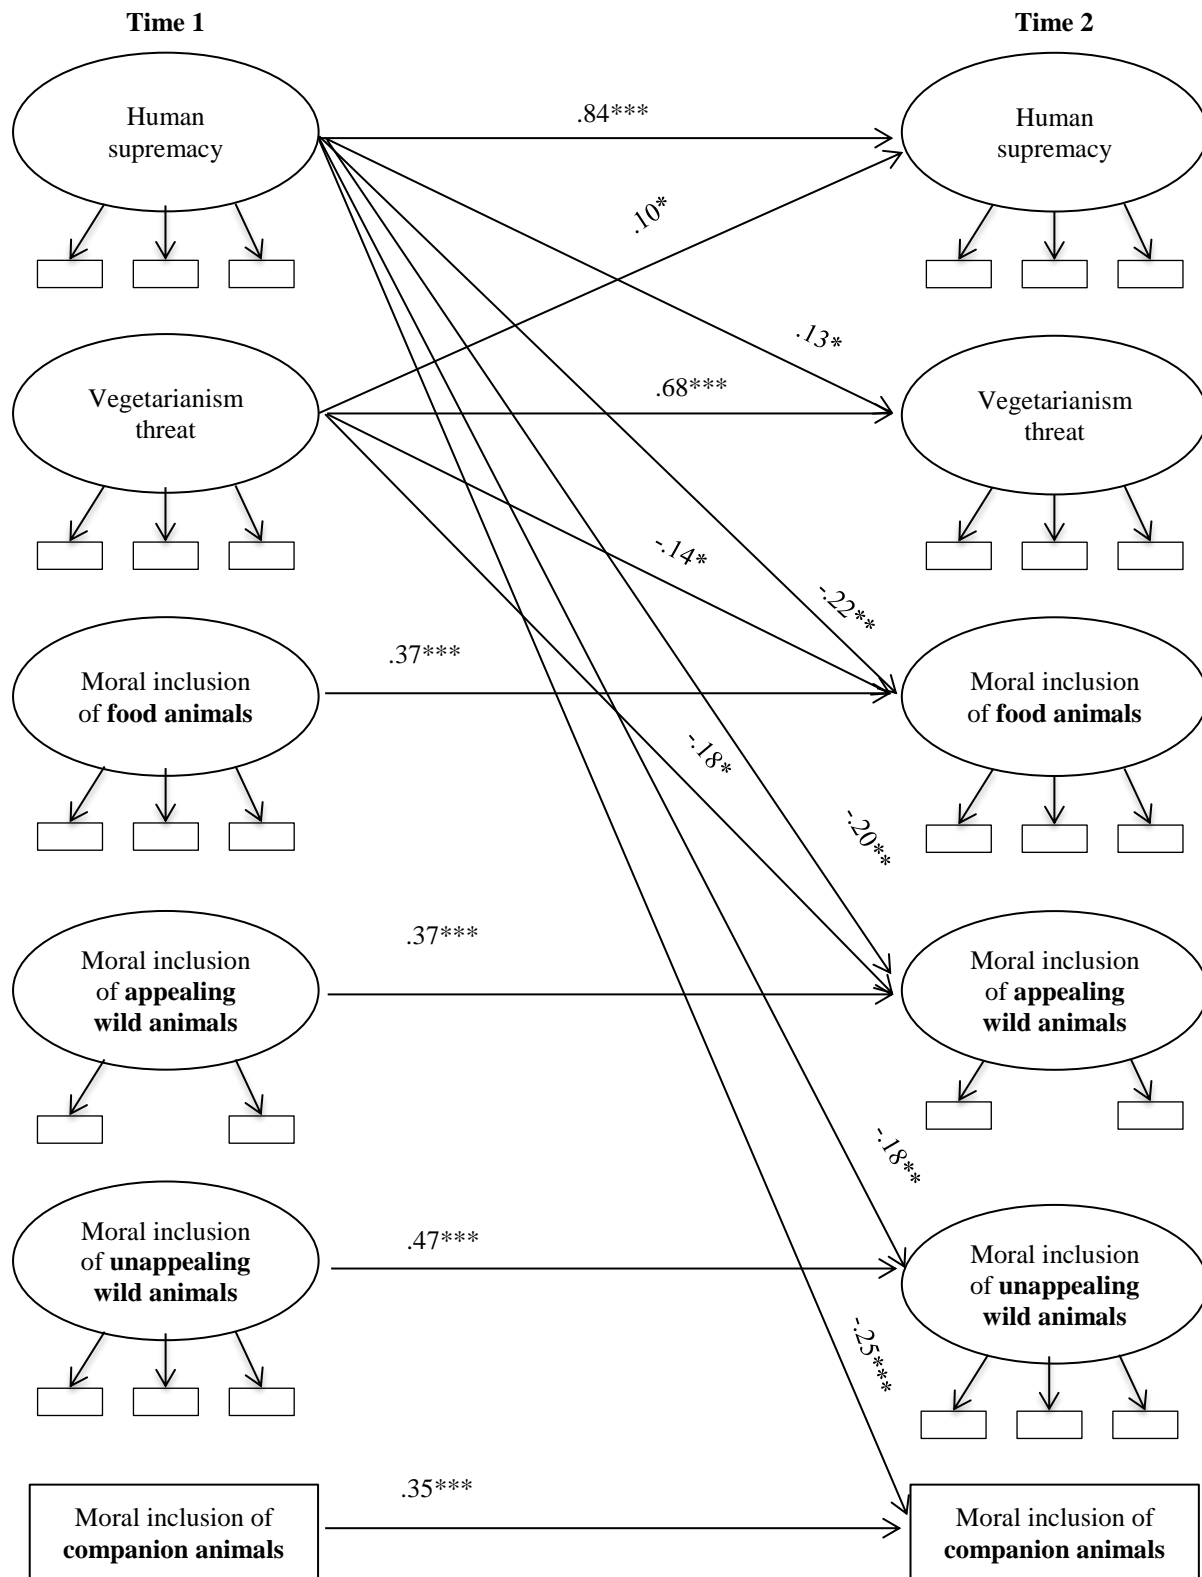 Time 1
Time 2
Human
supremacy
.84***
Human
supremacy
.10*
.13*
Vegetarianism
threat
.68***
Vegetarianism
threat
-.14*
-.22**
Moral inclusion
of food animals
.37***
Moral inclusion
of food animals
-.18*
-.20**
Moral inclusion
of appealing
wild animals
.37***
Moral inclusion
of appealing
wild animals
-.18**
Moral inclusion
of unappealing
wild animals
.47***
Moral inclusion
of unappealing
wild animals
-.25***
Moral inclusion of
companion animals
.35***
Moral inclusion of
companion animals